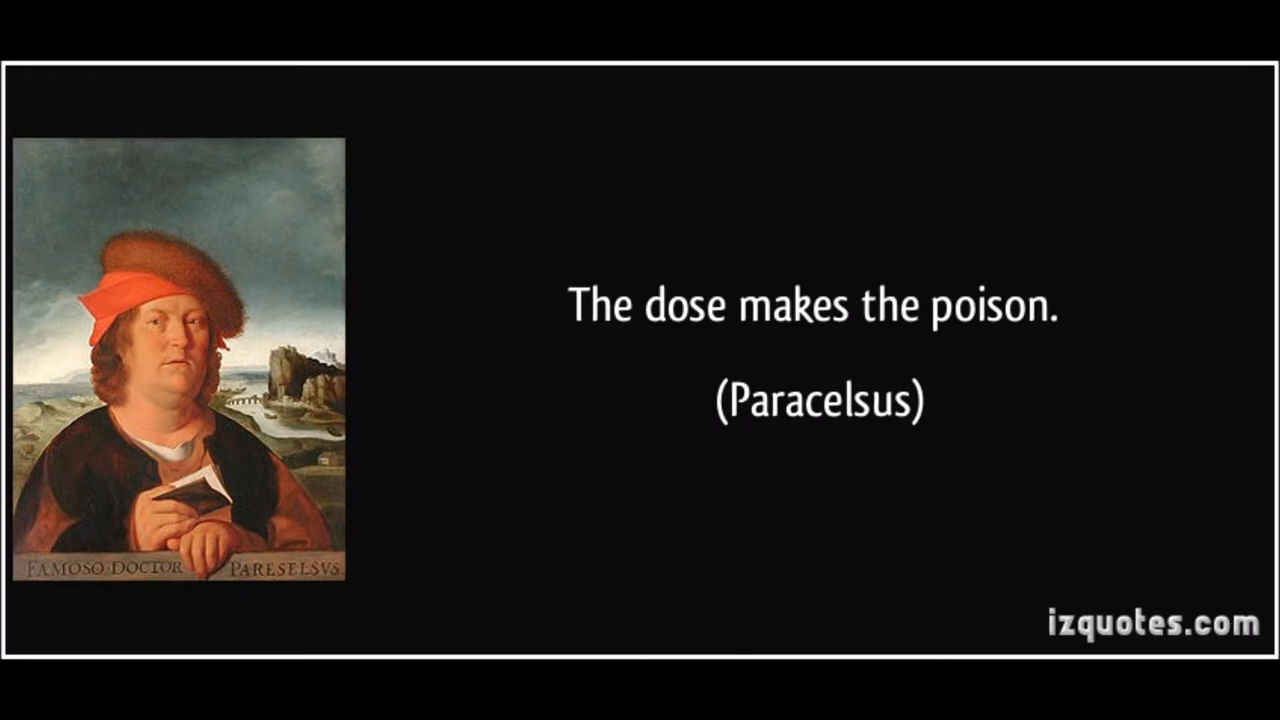 The dose makes the poison.
(Paracelsus)
FAMOSO·DOCTOR PARESELSVS
izquotes.com